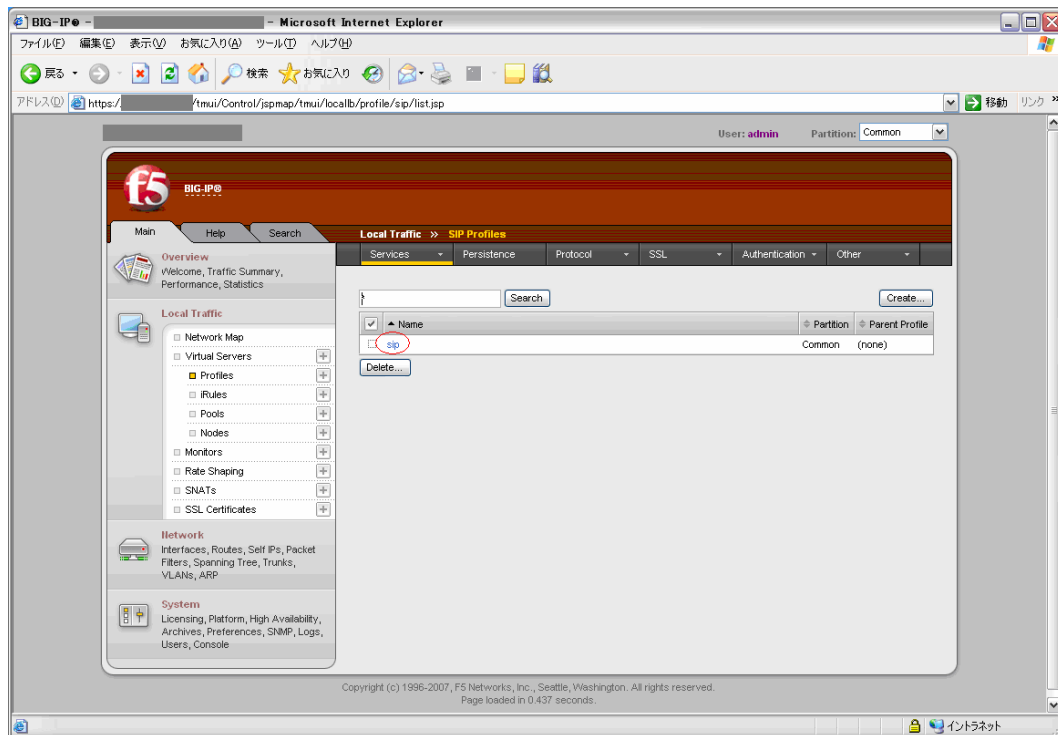 BIG-IP® - - Microsoft Internet Explorer
ファイル(F) 編集(E) 表示(V) お気に入り(A) ツール(T) ヘルプ(H)
戻る 検索 お気に入り
アドレス(D) https:/ /tmui/Control/jspmap/tmui/locallb/profile/sip/list.jsp 移動 リンク »
User: admin Partition: Common
f5 BIG-IP®
Main Help Search Local Traffic » SIP Profiles
Services Persistence Protocol SSL Authentication Other
Overview
Welcome, Traffic Summary,
Performance, Statistics
* Search Create...
Local Traffic
Name Partition Parent Profile
sip Common (none)
Delete...
Network Map
Virtual Servers
Profiles
iRules
Pools
Nodes
Monitors
Rate Shaping
SNATs
SSL Certificates
Network
Interfaces, Routes, Self IPs, Packet
Filters, Spanning Tree, Trunks,
VLANs, ARP
System
Licensing, Platform, High Availability,
Archives, Preferences, SNMP, Logs,
Users, Console
Copyright (c) 1996-2007, F5 Networks, Inc., Seattle, Washington. All rights reserved.
Page loaded in 0.437 seconds.
イントラネット